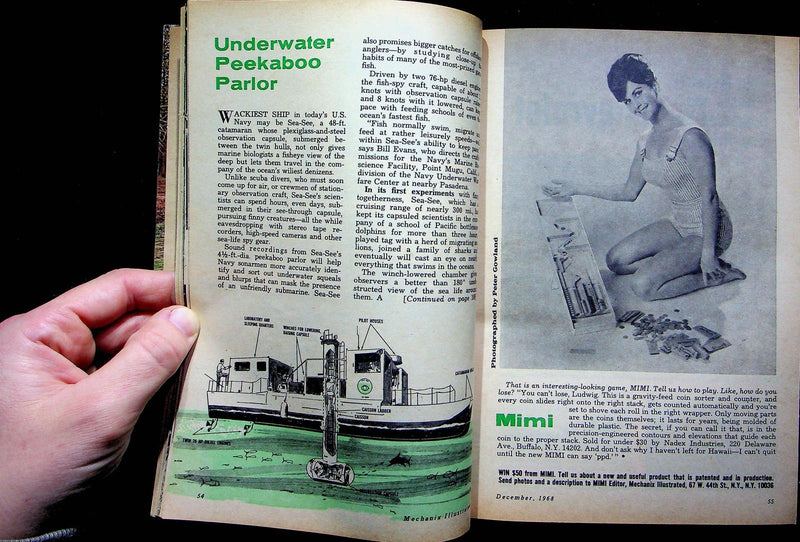 Underwater
Peekaboo
Parlor
WACKIEST SHIP in today's U.S.
Navy may be Sea-See, a 48-ft.
catamaran whose plexiglass-and-steel
observation capsule, submerged be-
tween the twin hulls, not only gives
marine biologists a fisheye view of the
deep but lets them travel in the com-
pany of the ocean's wiliest denizens.
Unlike scuba divers, who must soon
come up for air, or crewmen of station-
ary observation craft, Sea-See's scien-
tists can spend hours, even days, sub-
merged in their see-through capsule,
pursuing finny creatures—all the while
eavesdropping with stereo tape re-
corders, high-speed cameras and other
sea-life spy gear.
Sound recordings from Sea-See's
4½-ft.-dia. peekaboo parlor will help
Navy sonarmen more accurately iden-
tify and sort out underwater squeals
and blurps that can mask the presence
of an unfriendly submarine. Sea-See
also promises bigger catches for
anglers—by studying close-up
habits of many of the most-prized
fish.
Driven by two 76-hp diesel
the fish-spy craft, capable of
knots with observation capsule
and 8 knots with it lowered, can
pace with feeding schools of even
ocean's fastest fish.
"Fish normally swim, migrate
feed at rather leisurely speeds—
within Sea-See's ability to keep
says Bill Evans, who directs the
missions for the Navy's Marine
science Facility, Point Mugu, Calif.,
division of the Navy Underwater
fare Center at nearby Pasadena.
In its first experiments with
togetherness, Sea-See, which has
cruising range of nearly 300 mi.,
kept its capsuled scientists in the
pany of a school of Pacific bottlenose
dolphins for more than three
played tag with a herd of migrating
lions, joined a family of sharks
eventually will cast an eye on
everything that swims in the oceans.
The winch-lowered chamber
observers a better than 180°
structed view of the sea life around
them. A [Continued on page
LABORATORY AND
SLEEPING QUARTERS
WINCHES FOR LOWERING,
RAISING CAPSULE
PILOT HOUSES
CATAMARAN
CAISSON LADDER
CAISSON
TWIN 76-HP DIESEL ENGINES
54
Mechanix
Photographed by Peter Gowland
That is an interesting-looking game, MIMI. Tell us how to play. Like, how do you
lose? "You can't lose, Ludwig. This is a gravity-feed coin sorter and counter, and
every coin slides right onto the right stack, gets counted automatically and you're
set to shove each roll in the right wrapper. Only moving parts
are the coins themselves; it lasts for years, being molded of
durable plastic. The secret, if you can call it that, is in the
precision-engineered contours and elevations that guide each
Mimi
coin to the proper stack. Sold for under $30 by Nadex Industries, 220 Delaware
Ave., Buffalo, N.Y. 14202. And don't ask why I haven't left for Hawaii—I can't quit
until the new MIMI can say 'ppd.'" •
WIN $50 from MIMI. Tell us about a new and useful product that is patented and in production.
Send photos and a description to MIMI Editor, Mechanix Illustrated, 67 W. 44th St., N.Y., N.Y. 10036
December, 1968
55